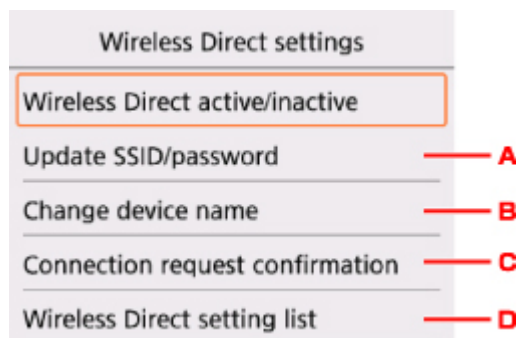 Wireless Direct settings
Wireless Direct active/inactive
Update SSID/password A
Change device name B
Connection request confirmation C
Wireless Direct setting list D